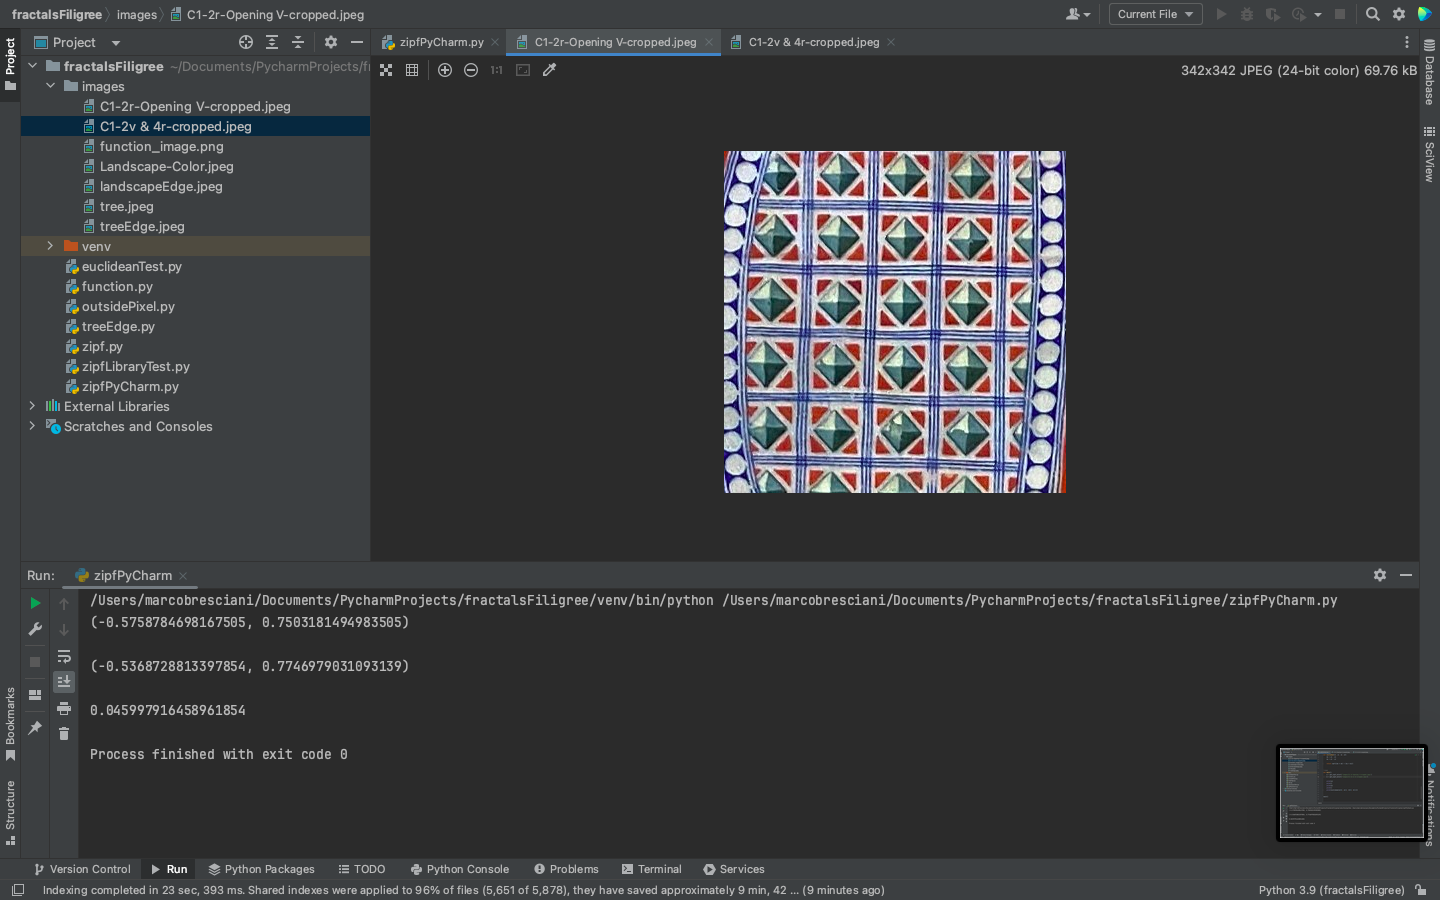 fractalsFiligree
images
C1-2r-Opening V-cropped.jpeg
Current File
Project
Project
zipfPyCharm.py
C1-2r-Opening V-cropped.jpeg
C1-2v & 4r-cropped.jpeg
fractalsFiligree ~/Documents/PycharmProjects/
1:1
342x342 JPEG (24-bit color) 69.76 kB
images
C1-2r-Opening V-cropped.jpeg
C1-2v & 4r-cropped.jpeg
function_image.png
Landscape-Color.jpeg
landscapeEdge.jpeg
tree.jpeg
treeEdge.jpeg
venv
euclideanTest.py
function.py
outsidePixel.py
treeEdge.py
zipf.py
zipfLibraryTest.py
zipfPyCharm.py
External Libraries
Scratches and Consoles
Database
SciView
Run:
zipfPyCharm
/Users/marcobresciani/Documents/PycharmProjects/fractalsFiligree/venv/bin/python /Users/marcobresciani/Documents/PycharmProjects/fractalsFiligree/zipfPyCharm.py
(-0.5758784698167505, 0.7503181494983505)
(-0.5368728813397854, 0.7746979031093139)
0.045997916458961854
Process finished with exit code 0
Bookmarks
Structure
Notifications
Version Control
Run
Python Packages
TODO
Python Console
Problems
Terminal
Services
Indexing completed in 23 sec, 393 ms. Shared indexes were applied to 96% of files (5,651 of 5,878), they have saved approximately 9 min, 42 ... (9 minutes ago)
Python 3.9 (fractalsFiligree)